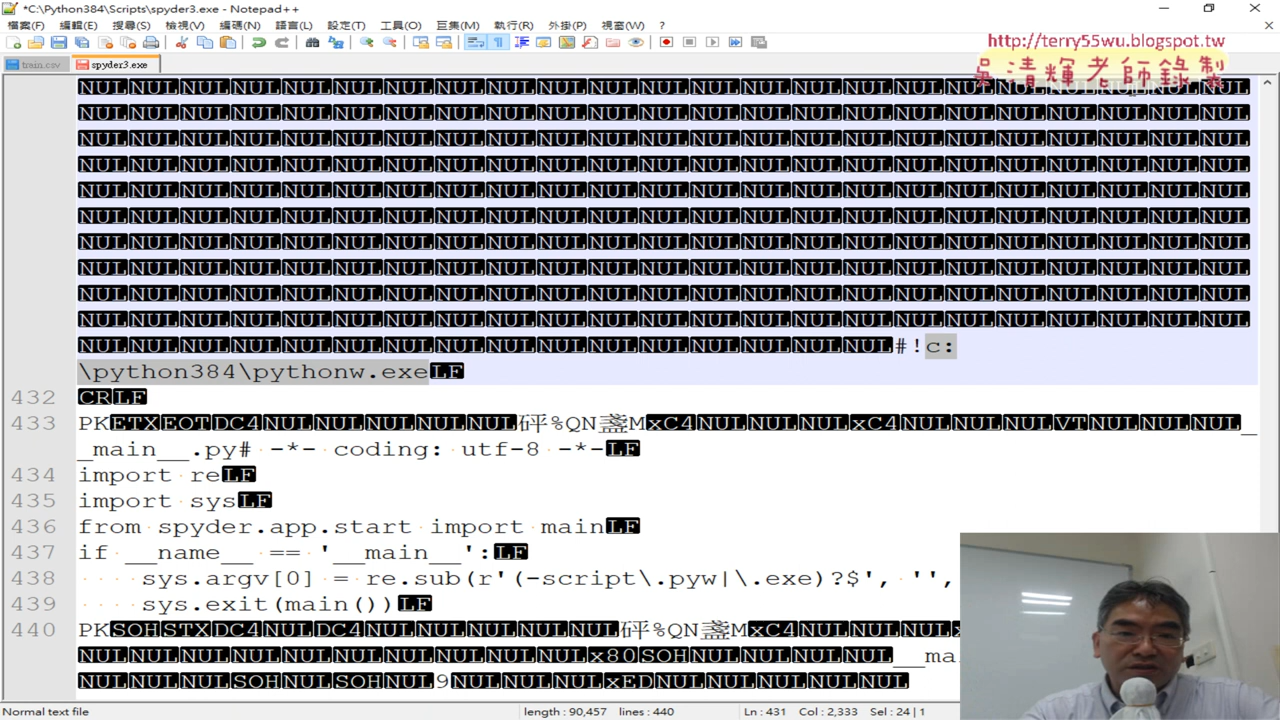 *C:\Python384\Scripts\spyder3.exe - Notepad++
檔案(F) 編輯(E) 搜尋(S) 檢視(V) 編碼(N) 語言(L) 設定(T) 工具(O) 巨集(M) 執行(R) 外掛(P) 視窗(W) ?
http://terry55wu.blogspot.tw
吳清輝老師錄製
train.csv spyder3.exe
NULNULNULNULNULNULNULNULNULNULNULNULNULNULNULNULNULNULNULNULNULNULNUL
NULNULNULNULNULNULNULNULNULNULNULNULNULNULNULNULNULNULNULNULNULNULNUL
NULNULNULNULNULNULNULNULNULNULNULNULNULNULNULNULNULNULNULNULNULNULNUL
NULNULNULNULNULNULNULNULNULNULNULNULNULNULNULNULNULNULNULNULNULNULNUL
NULNULNULNULNULNULNULNULNULNULNULNULNULNULNULNULNULNULNULNULNULNULNUL
NULNULNULNULNULNULNULNULNULNULNULNULNULNULNULNULNULNULNULNULNULNULNUL
NULNULNULNULNULNULNULNULNULNULNULNULNULNULNULNULNULNULNULNULNULNULNUL
NULNULNULNULNULNULNULNULNULNULNULNULNULNULNULNULNULNULNULNULNULNULNUL
NULNULNULNULNULNULNULNULNULNULNULNULNULNULNULNULNULNULNULNULNULNULNUL
NULNULNULNULNULNULNULNULNULNULNULNULNULNULNULNULNULNULNULNULNULNULNUL
NULNULNULNULNULNULNULNULNULNULNULNULNULNULNULNUL#!c:
\python384\pythonw.exeLF
432 CRLF
433 PKETXEOTDC4NULNULNULNULNUL砰%QN盞MxC4NULNULNULxC4NULNULNULVTNULNULNUL_
_main__.py# -*- coding: utf-8 -*-LF
434 import reLF
435 import sysLF
436 from spyder.app.start import mainLF
437 if __name__ == '__main__':LF
438 sys.argv[0] = re.sub(r'(-script\.pyw|\.exe)?$', '',
439 sys.exit(main())LF
440 PKSOHSTXDC4NULDC4NULNULNULNULNULNUL砰%QN盞MxC4NULNULNUL
NULNULNULNULNULNULNULNULNULNULx80SOHNULNULNULNUL__ma
NULNULNULSOHNULSOHNUL9NULNULNULxEDNULNULNULNULNUL
Normal text file length : 90,457 lines : 440 Ln : 431 Col : 2,333 Sel : 24 | 1